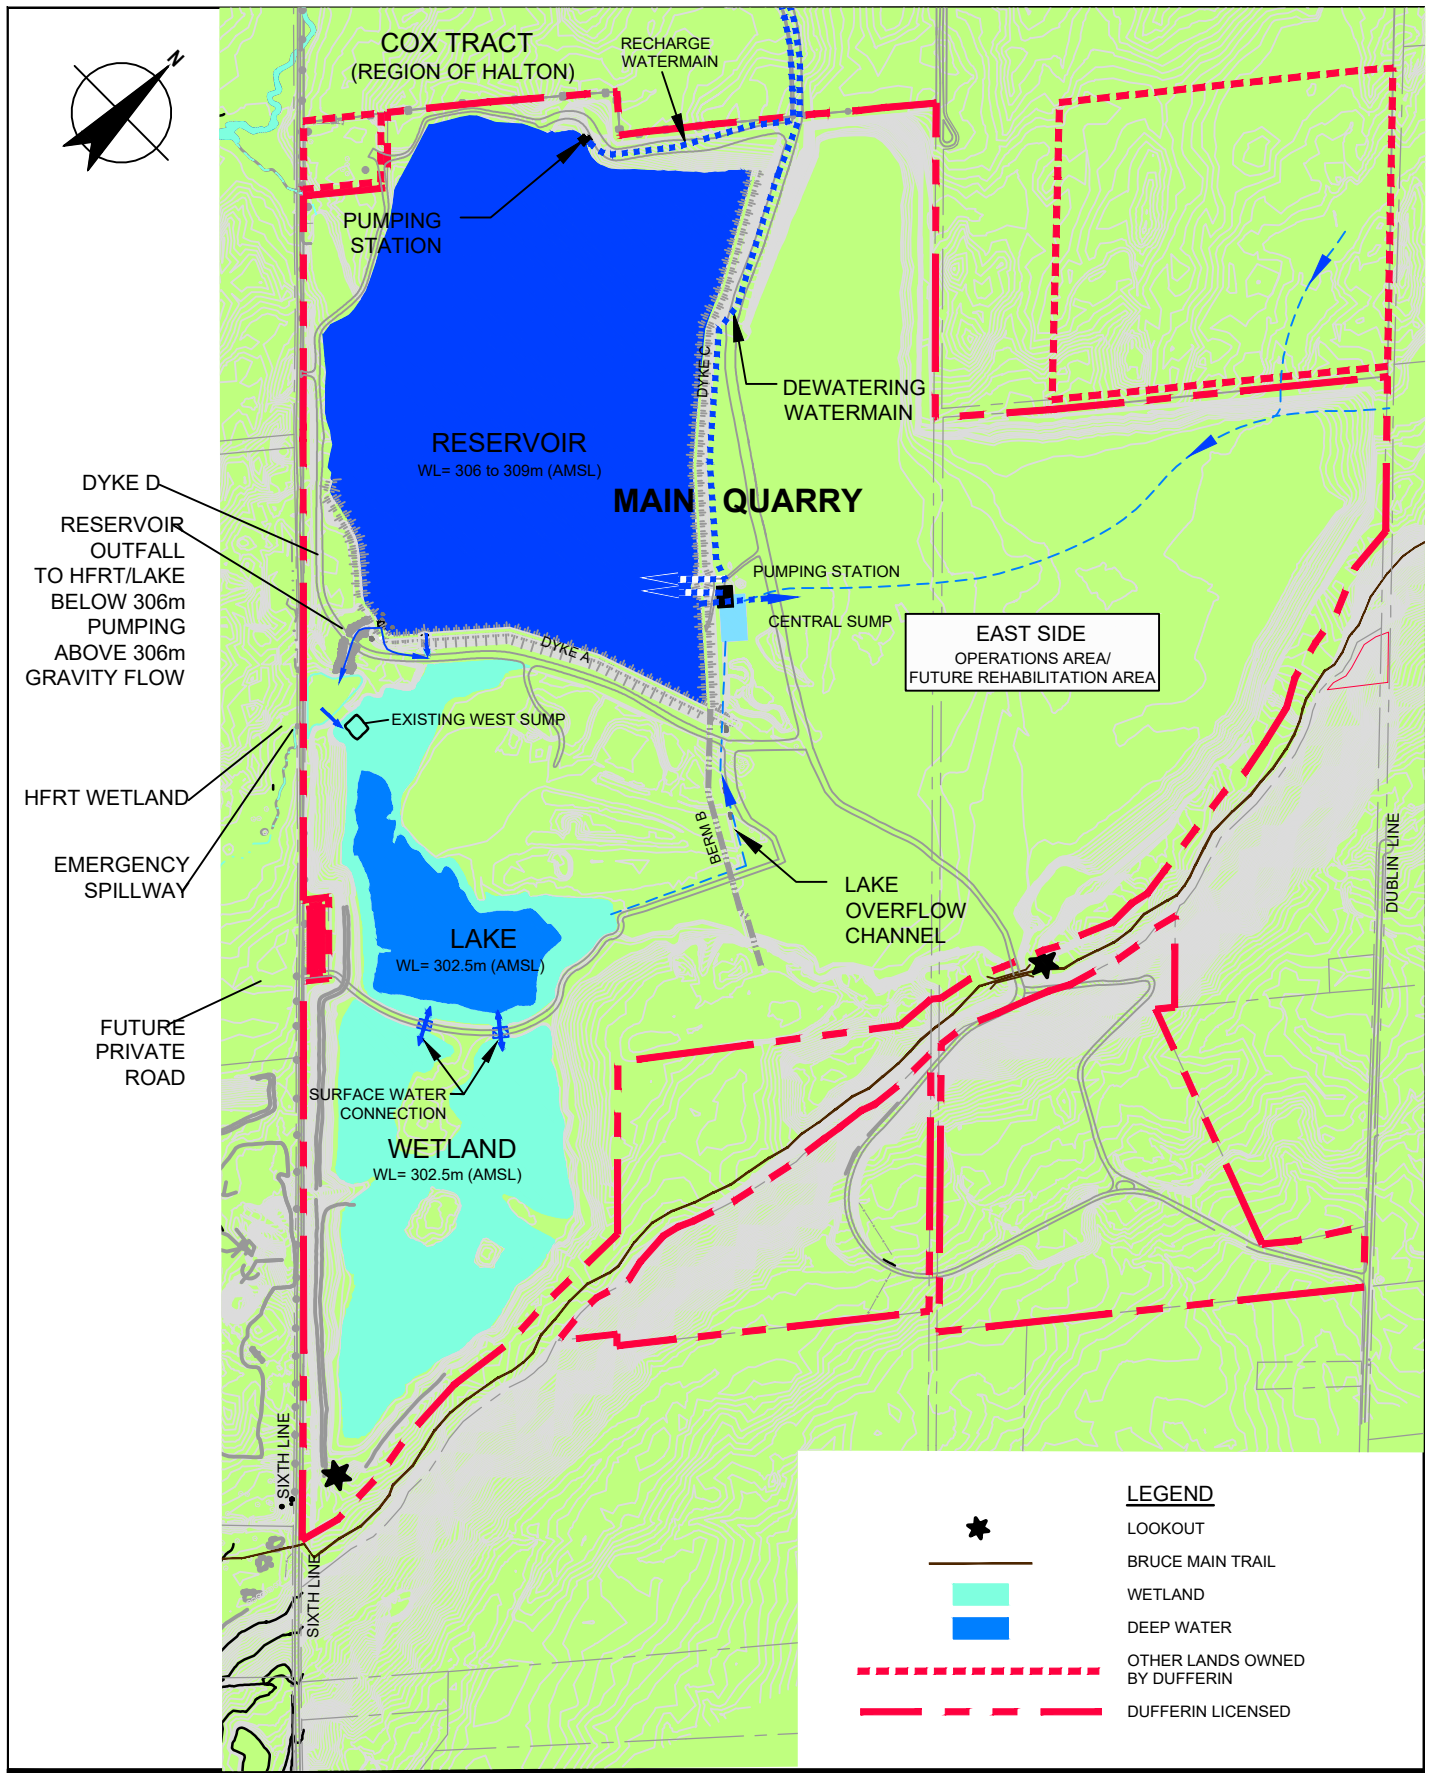 N
COX TRACT
(REGION OF HALTON)
RECHARGE
WATERMAIN
PUMPING
STATION
DYKE C
DEWATERING
WATERMAIN
RESERVOIR
WL= 306 to 309m (AMSL)
MAIN QUARRY
DYKE D
RESERVOIR
OUTFALL
TO HFRT/LAKE
BELOW 306m
PUMPING
ABOVE 306m
GRAVITY FLOW
PUMPING STATION
CENTRAL SUMP
EAST SIDE
OPERATIONS AREA/
FUTURE REHABILITATION AREA
DYKE A
EXISTING WEST SUMP
HFRT WETLAND
EMERGENCY
SPILLWAY
BERM B
LAKE
OVERFLOW
CHANNEL
DUBLIN LINE
LAKE
WL= 302.5m (AMSL)
FUTURE
PRIVATE
ROAD
SURFACE WATER
CONNECTION
WETLAND
WL= 302.5m (AMSL)
SIXTH LINE
SIXTH LINE
LEGEND
LOOKOUT
BRUCE MAIN TRAIL
WETLAND
DEEP WATER
OTHER LANDS OWNED
BY DUFFERIN
DUFFERIN LICENSED